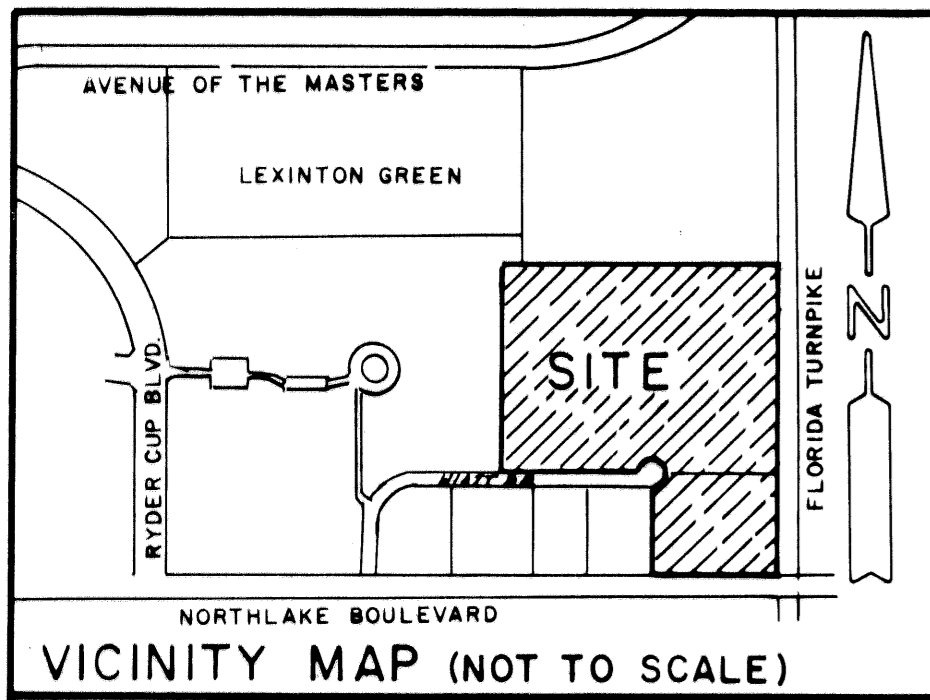 AVENUE OF THE MASTERS
LEXINTON GREEN
N
FLORIDA TURNPIKE
SITE
RYDER CUP BLVD.
NORTHLAKE BOULEVARD
VICINITY MAP (NOT TO SCALE)